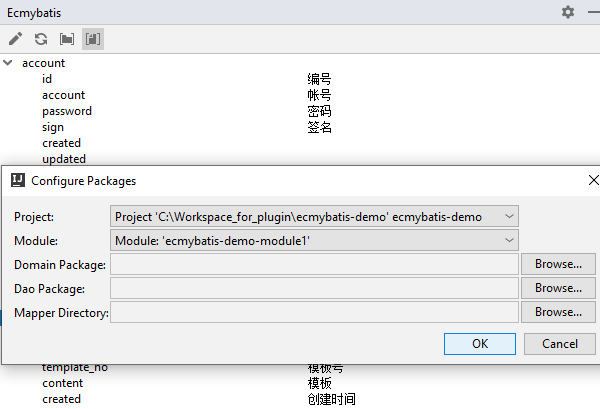 Ecmybatis
account
id 编号
account 帐号
password 密码
sign 签名
created
updated
Configure Packages
Project: Project 'C:\Workspace_for_plugin\ecmybatis-demo' ecmybatis-demo
Module: Module: 'ecmybatis-demo-module1'
Domain Package: Browse...
Dao Package: Browse...
Mapper Directory: Browse...
OK Cancel
template_no 模板号
content 模板
created 创建时间